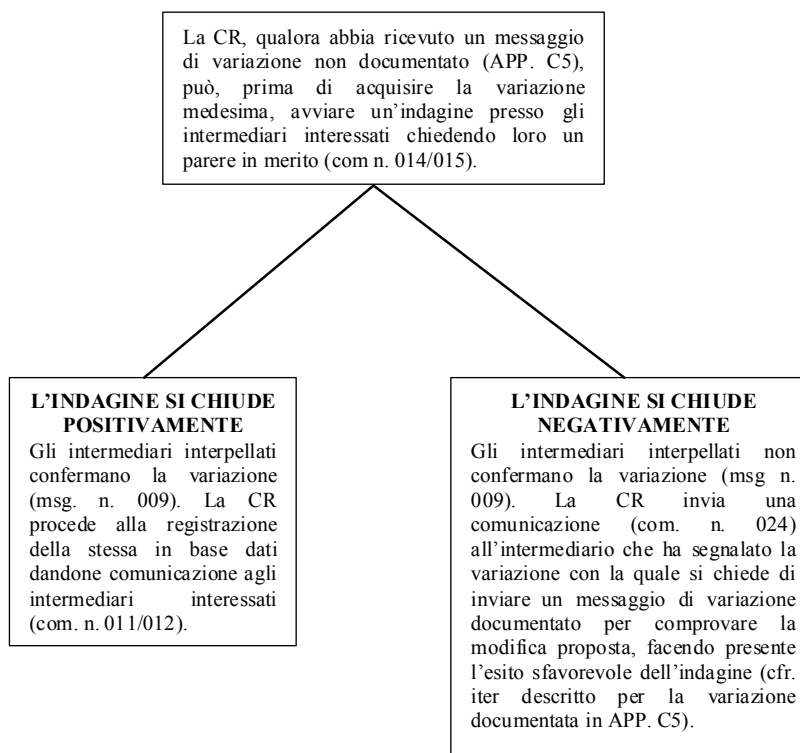 La CR, qualora abbia ricevuto un messaggio
di variazione non documentato (APP. C5),
può, prima di acquisire la variazione
medesima, avviare un'indagine presso gli
intermediari interessati chiedendo loro un
parere in merito (com n. 014/015).
L'INDAGINE SI CHIUDE
POSITIVAMENTE
Gli intermediari interpellati
confermano la variazione
(msg. n. 009). La CR
procede alla registrazione
della stessa in base dati
dandone comunicazione agli
intermediari interessati
(com. n. 011/012).
L'INDAGINE SI CHIUDE
NEGATIVAMENTE
Gli intermediari interpellati non
confermano la variazione (msg n.
009). La CR invia una
comunicazione (com. n. 024)
all'intermediario che ha segnalato la
variazione con la quale si chiede di
inviare un messaggio di variazione
documentato per comprovare la
modifica proposta, facendo presente
l'esito sfavorevole dell'indagine (cfr.
iter descritto per la variazione
documentata in APP. C5).